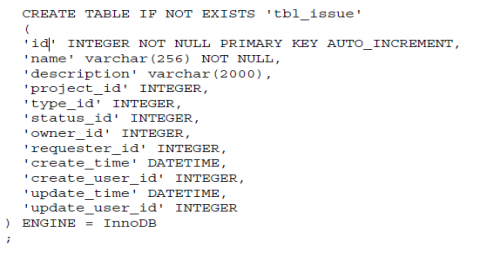 CREATE TABLE IF NOT EXISTS 'tbl_issue'
(
'id' INTEGER NOT NULL PRIMARY KEY AUTO_INCREMENT,
'name' varchar(256) NOT NULL,
'description' varchar(2000),
'project_id' INTEGER,
'type_id' INTEGER,
'status_id' INTEGER,
'owner_id' INTEGER,
'requester_id' INTEGER,
'create_time' DATETIME,
'create_user_id' INTEGER,
'update_time' DATETIME,
'update_user_id' INTEGER
) ENGINE = InnoDB
;